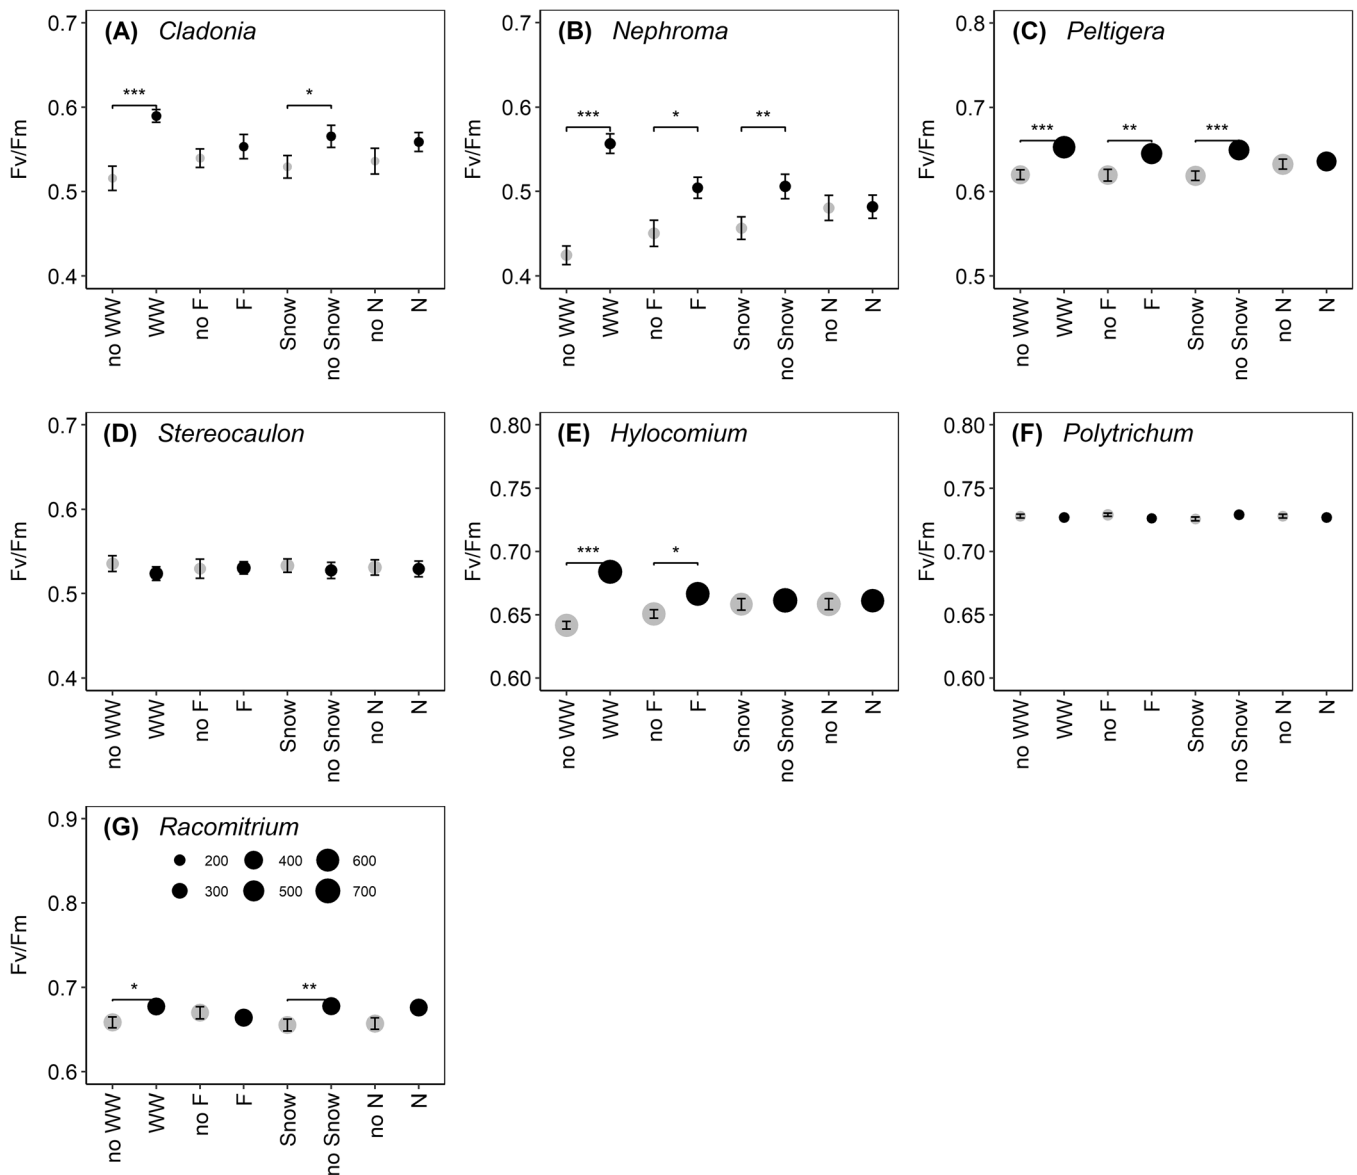 (A) Cladonia
Fv/Fm
0.7
0.6
0.5
0.4
***
*
no WW
WW
no F
F
Snow
no Snow
no N
N
(B) Nephroma
Fv/Fm
0.7
0.6
0.5
0.4
***
*
**
no WW
WW
no F
F
Snow
no Snow
no N
N
(C) Peltigera
Fv/Fm
0.8
0.7
0.6
0.5
***
**
***
no WW
WW
no F
F
Snow
no Snow
no N
N
(D) Stereocaulon
Fv/Fm
0.7
0.6
0.5
0.4
no WW
WW
no F
F
Snow
no Snow
no N
N
(E) Hylocomium
Fv/Fm
0.80
0.75
0.70
0.65
0.60
***
*
no WW
WW
no F
F
Snow
no Snow
no N
N
(F) Polytrichum
Fv/Fm
0.80
0.75
0.70
0.65
0.60
no WW
WW
no F
F
Snow
no Snow
no N
N
(G) Racomitrium
200 400 600
300 500 700
Fv/Fm
0.9
0.8
0.7
0.6
*
**
no WW
WW
no F
F
Snow
no Snow
no N
N